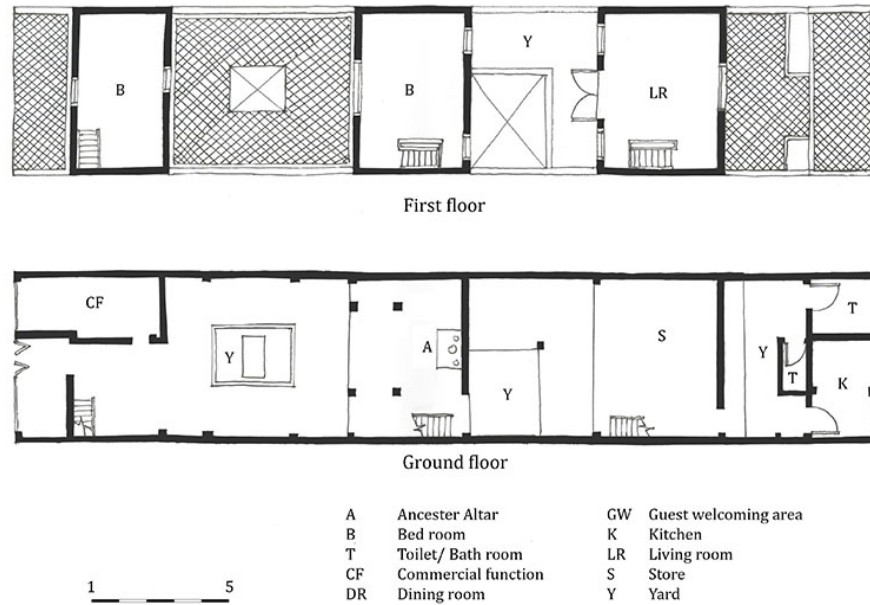 Y
B
B
LR
First floor
CF
Y
A
S
Y
T
Y
T
K
Ground floor
A Ancester Altar
B Bed room
T Toilet/ Bath room
CF Commercial function
DR Dining room
GW Guest welcoming area
K Kitchen
LR Living room
S Store
Y Yard
1 5